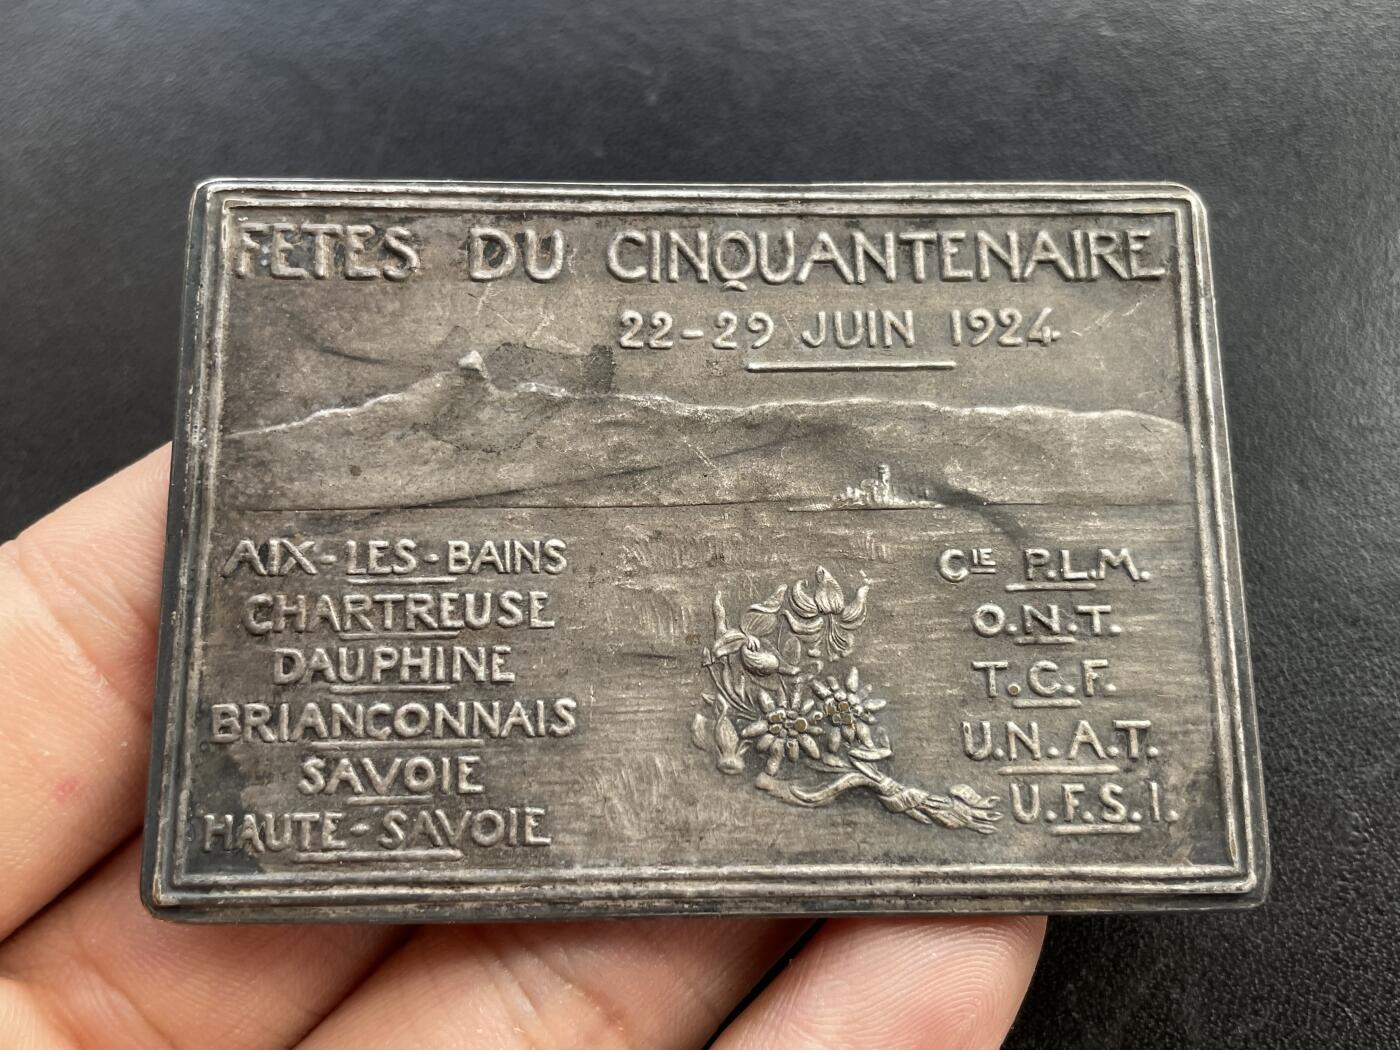 FETES DU CINQUANTENAIRE
22-29 JUIN 1924
AIX-LES-BAINS
CHARTREUSE
DAUPHINE
BRIANCONNAIS
SAVOIE
HAUTE-SAVOIE
CIE P.L.M.
O.N.T.
T.C.F.
U.N.A.T.
U.F.S.I.